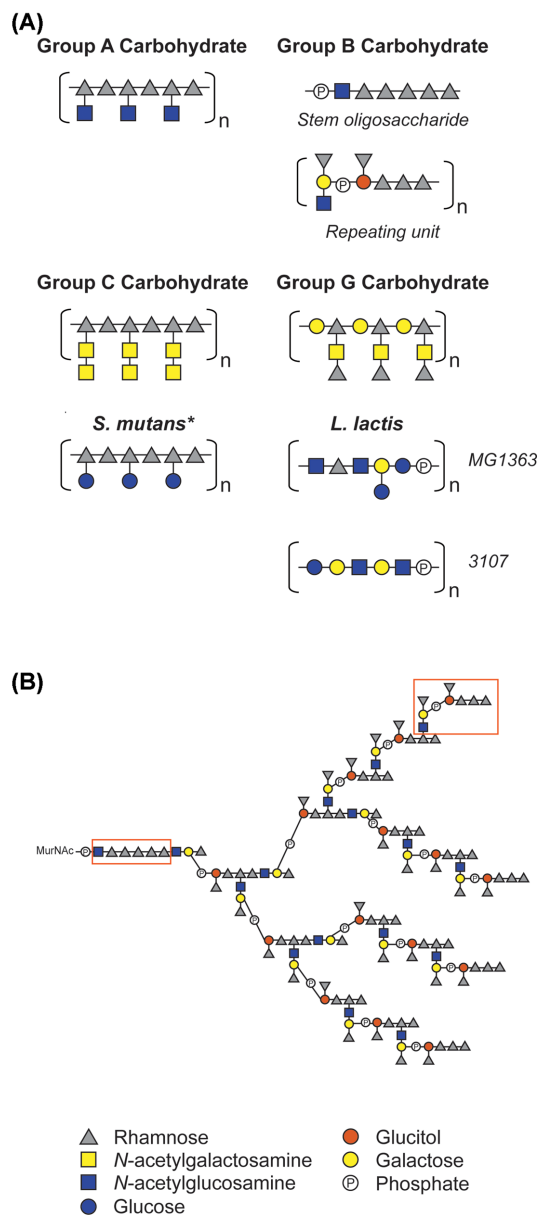 (A)
Group A Carbohydrate
Group B Carbohydrate
n
P
Stem oligosaccharide
P
n
Repeating unit
Group C Carbohydrate
Group G Carbohydrate
n
n
S. mutans*
L. lactis
n
P
n
MG1363
P
n
3107
(B)
P
P
P
P
P
P
MurNAc
P
P
P
P
P
P
P
P
P
P
P
P
P
Rhamnose
N-acetylgalactosamine
N-acetylglucosamine
Glucose
Glucitol
Galactose
P
Phosphate